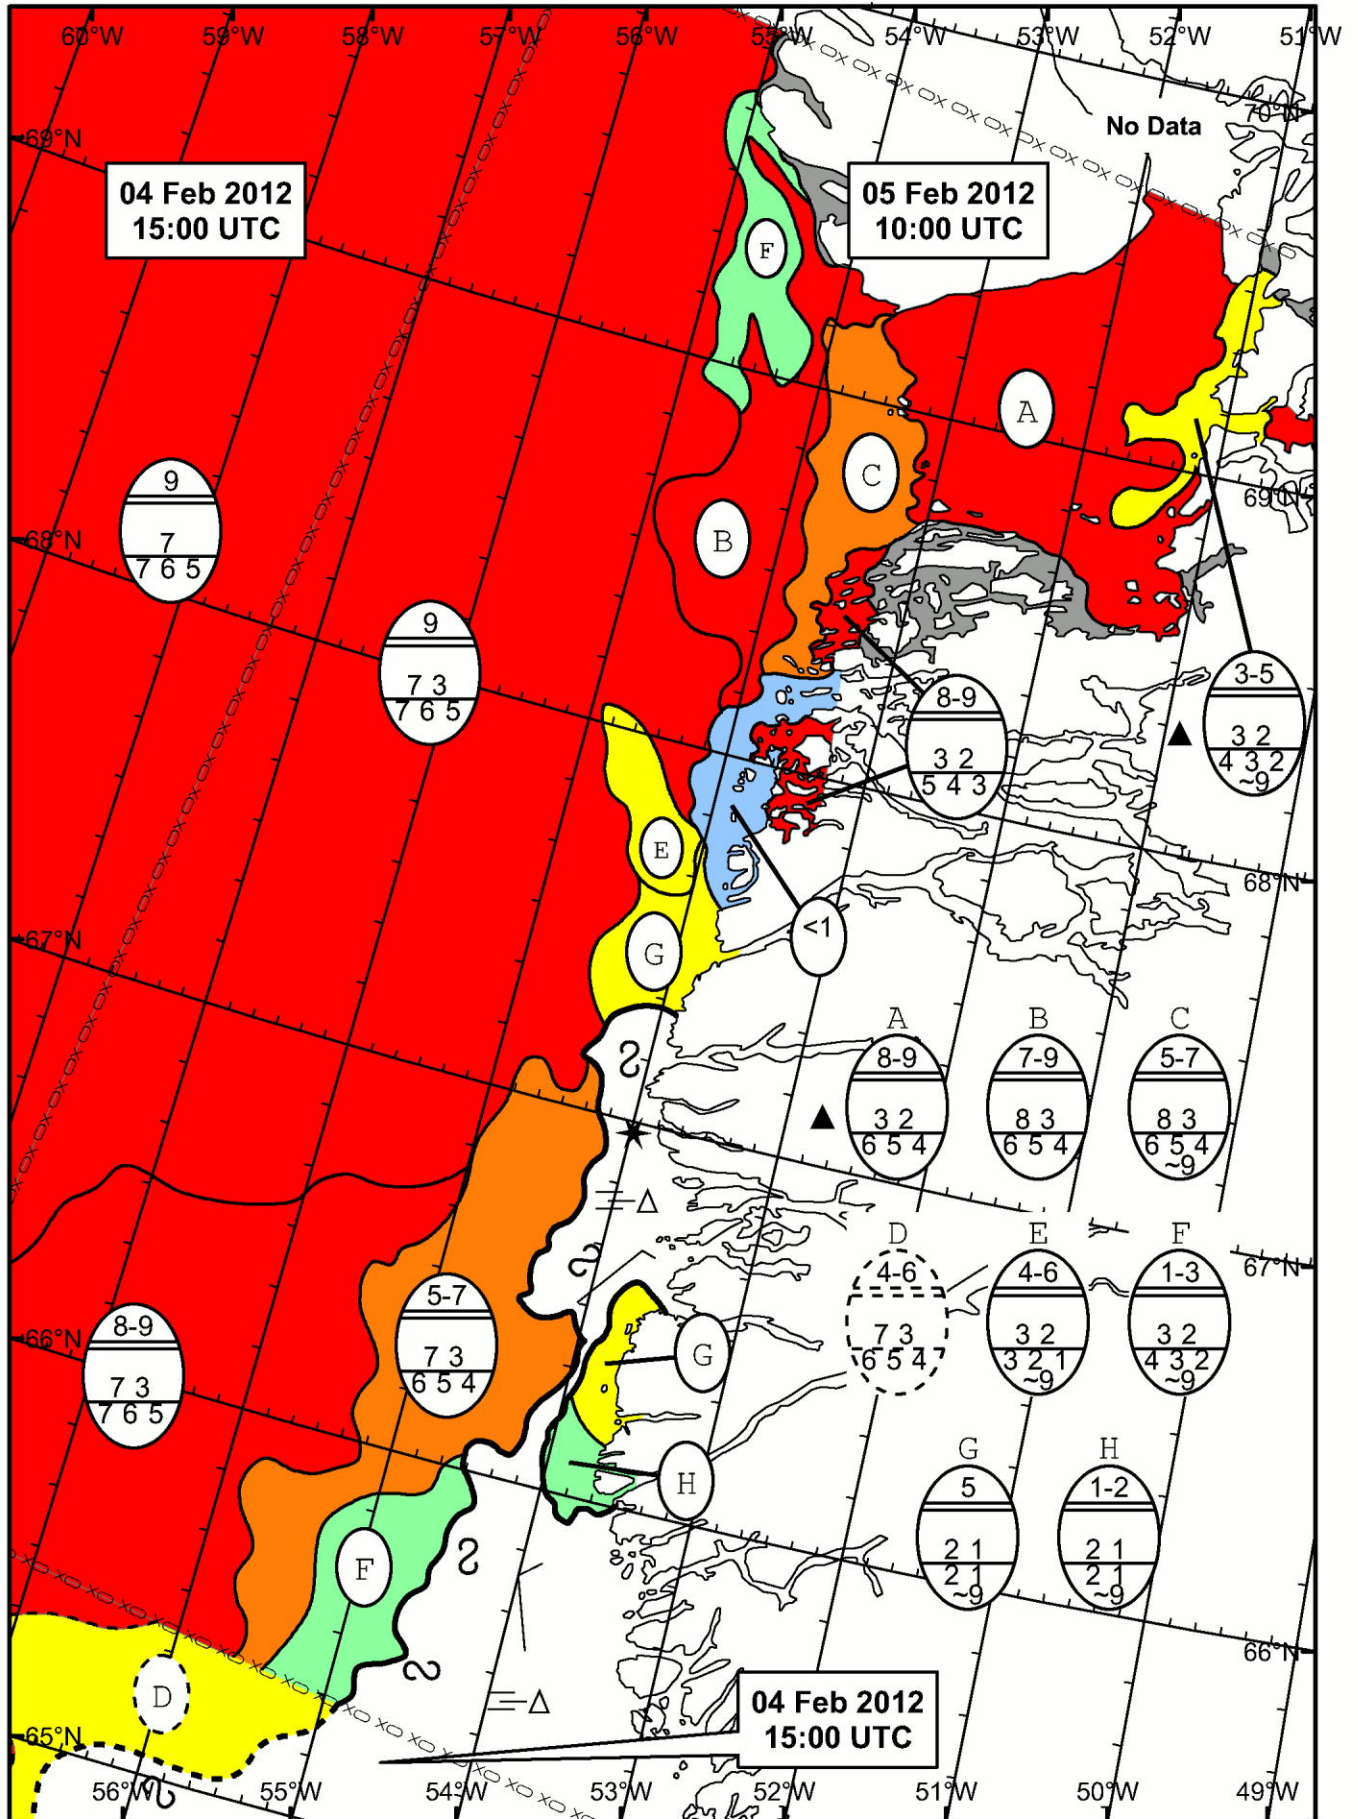 60°W 59°W 58°W 57°W 56°W 55°W 54°W 53°W 52°W 51°W
70°N
No Data
69°N
04 Feb 2012
15:00 UTC
05 Feb 2012
10:00 UTC
F
A
C
9
7
7 6 5
69°N
B
68°N
9
7 3
7 6 5
8-9
3 2
5 4 3
3-5
3 2
4 3 2
~9
E
68°N
<1
67°N
G
A
8-9
3 2
6 5 4
B
7-9
8 3
6 5 4
C
5-7
8 3
6 5 4
~9
D
4-6
7 3
6 5 4
E
4-6
3 2
3 2 1
~9
F
1-3
3 2
4 3 2
~9
67°N
8-9
7 3
7 6 5
66°N
5-7
7 3
6 5 4
G
H
G
5
2 1
2 1
~9
H
1-2
2 1
2 1
~9
F
66°N
D
04 Feb 2012
15:00 UTC
65°N
56°W 55°W 54°W 53°W 52°W 51°W 50°W 49°W